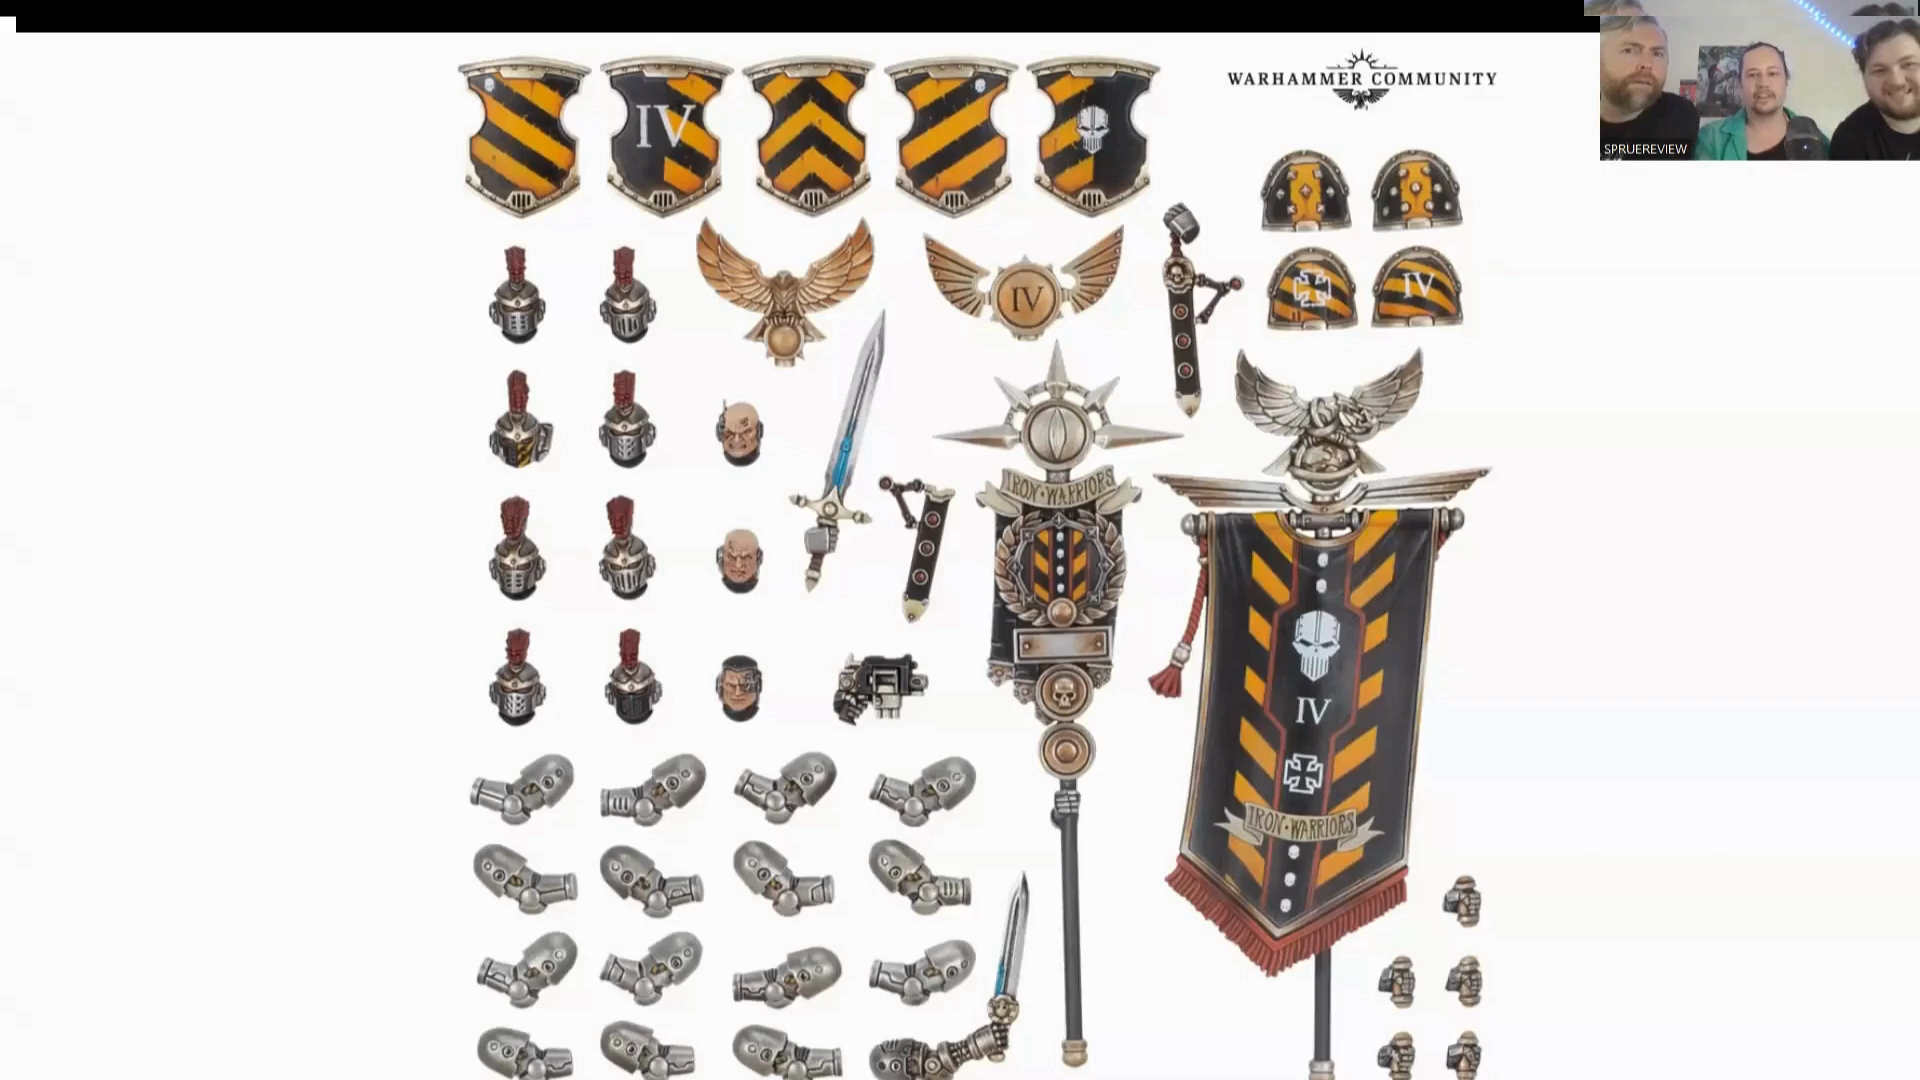 WARHAMMER COMMUNITY
SPRUEREVIEW
IV
IV
IV
IRON·WARRIORS
IV
IRON·WARRIORS